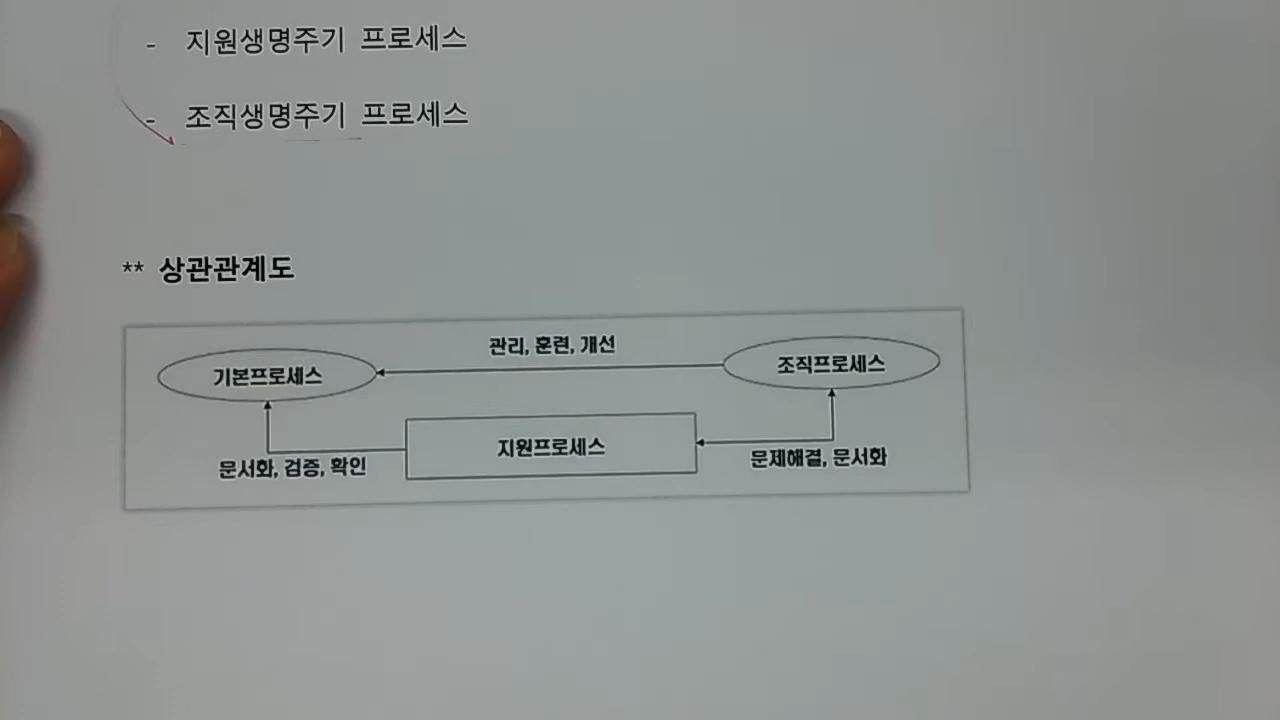 - 지원생명주기 프로세스
- 조직생명주기 프로세스
** 상관관계도
관리, 훈련, 개선
기본프로세스
조직프로세스
지원프로세스
문서화, 검증, 확인
문제해결, 문서화